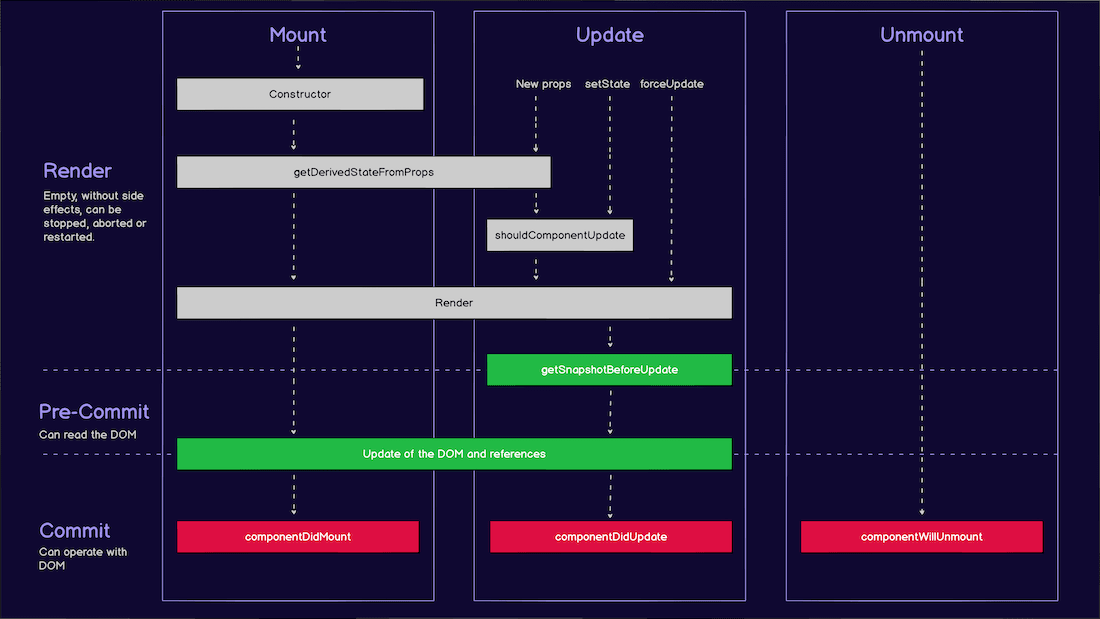 Mount
Update
Unmount
New props
setState
forceUpdate
Constructor
Render
Empty, without side
effects, can be
stopped, aborted or
restarted.
getDerivedStateFromProps
shouldComponentUpdate
Render
getSnapshotBeforeUpdate
Pre-Commit
Can read the DOM
Update of the DOM and references
Commit
Can operate with
DOM
componentDidMount
componentDidUpdate
componentWillUnmount